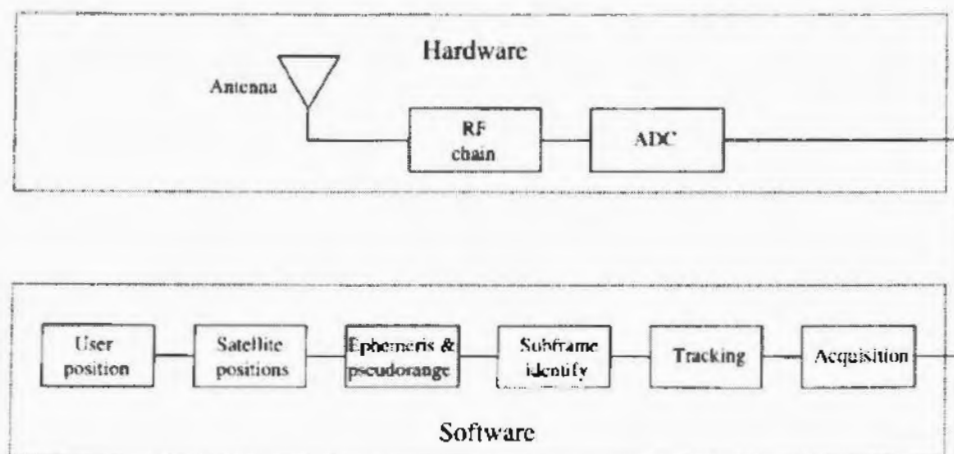 Hardware
Antenna
RF
chain
ADC
User
position
Satellite
positions
Ephemeris &
pseudorange
Subframe
identify
Tracking
Acquisition
Software